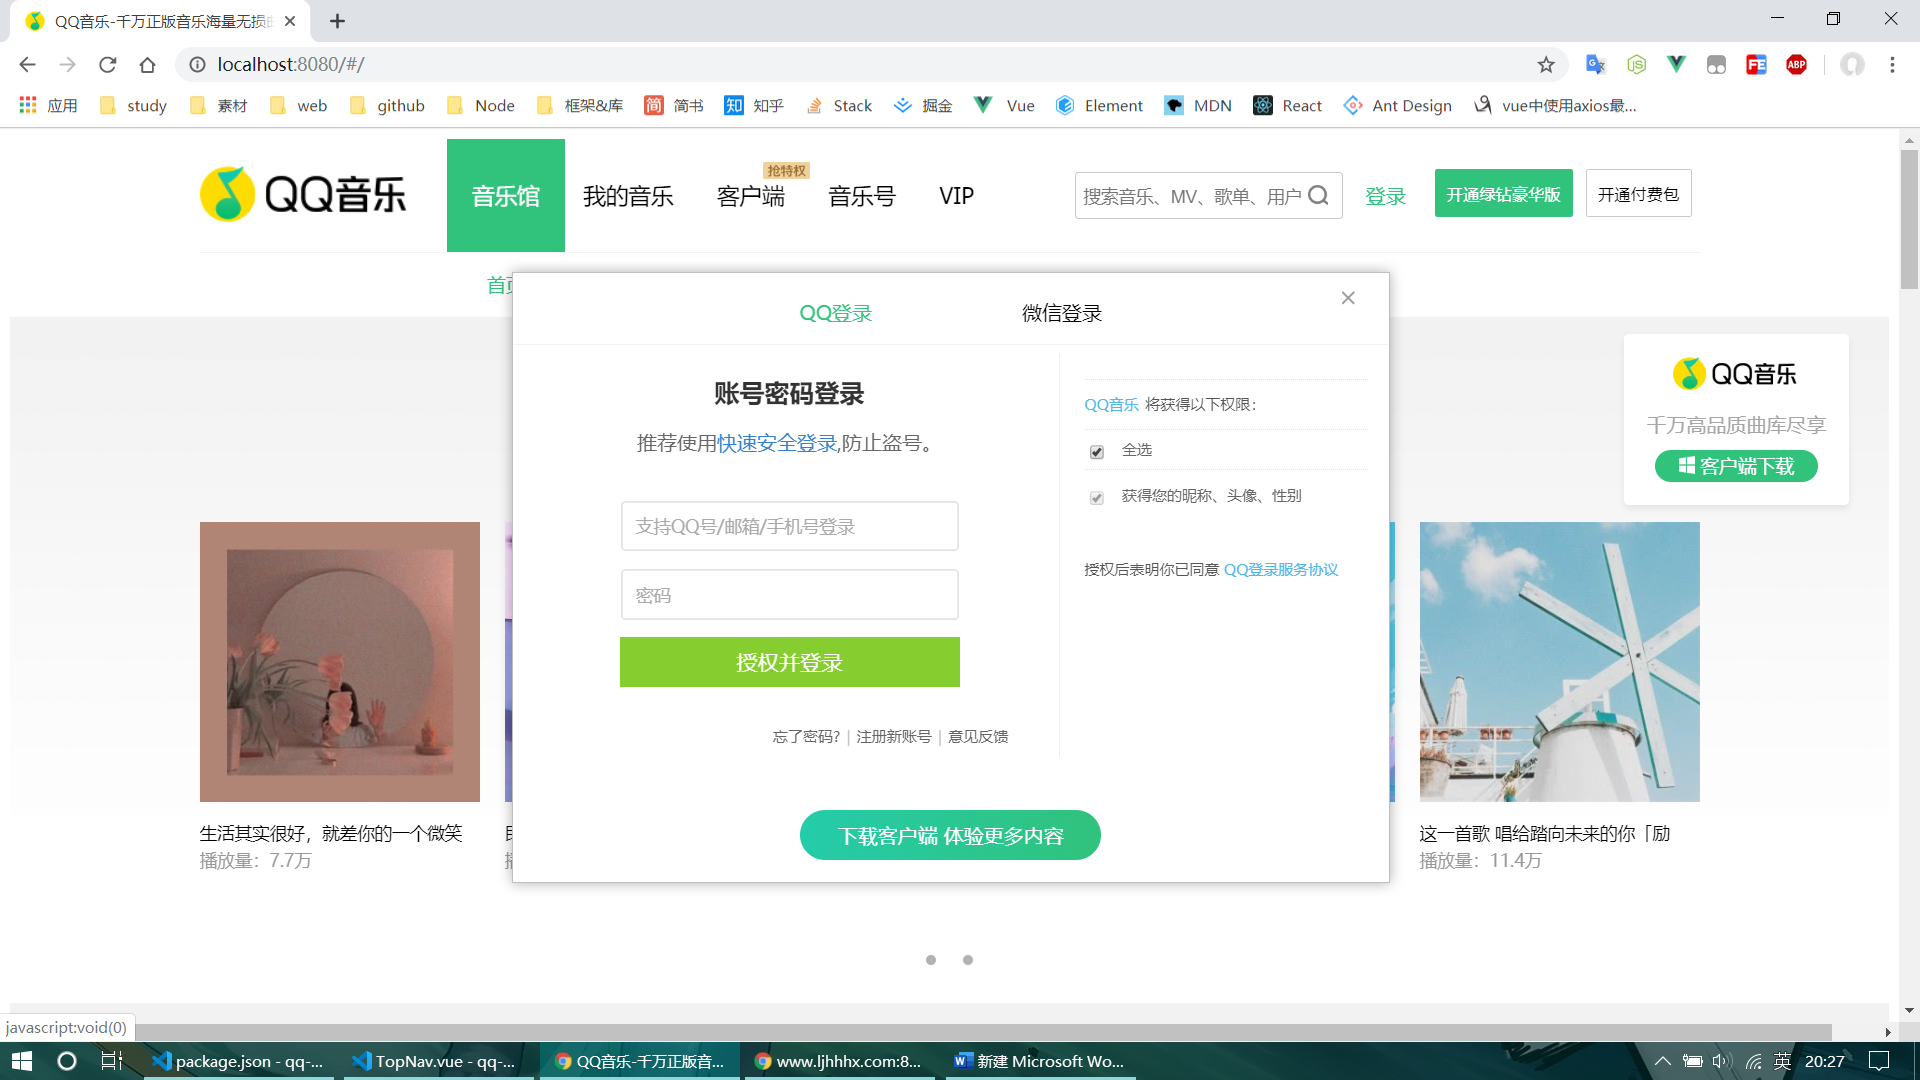 QQ音乐-千万正版音乐海量无损
localhost:8080/#/
应用 study 素材 web github Node 框架&库 简书 知乎 Stack 掘金 Vue Element MDN React Ant Design vue中使用axios最...
QQ音乐 音乐馆 我的音乐 客户端 抢特权 音乐号 VIP 搜索音乐、MV、歌单、用户 登录 开通绿钻豪华版 开通付费包
QQ登录 微信登录
账号密码登录
推荐使用快速安全登录,防止盗号。
支持QQ号/邮箱/手机号登录
密码
授权并登录
忘了密码? | 注册新账号 | 意见反馈
QQ音乐 将获得以下权限：
全选
获得您的昵称、头像、性别
授权后表明你已同意 QQ登录服务协议
下载客户端 体验更多内容
QQ音乐
千万高品质曲库尽享
客户端下载
生活其实很好，就差你的一个微笑
播放量：7.7万
这一首歌 唱给踏向未来的你「励
播放量：11.4万
javascript:void(0)
package.json - qq-... TopNav.vue - qq-... QQ音乐-千万正版音... www.ljhhhx.com:8... 新建 Microsoft Wo... 英 20:27